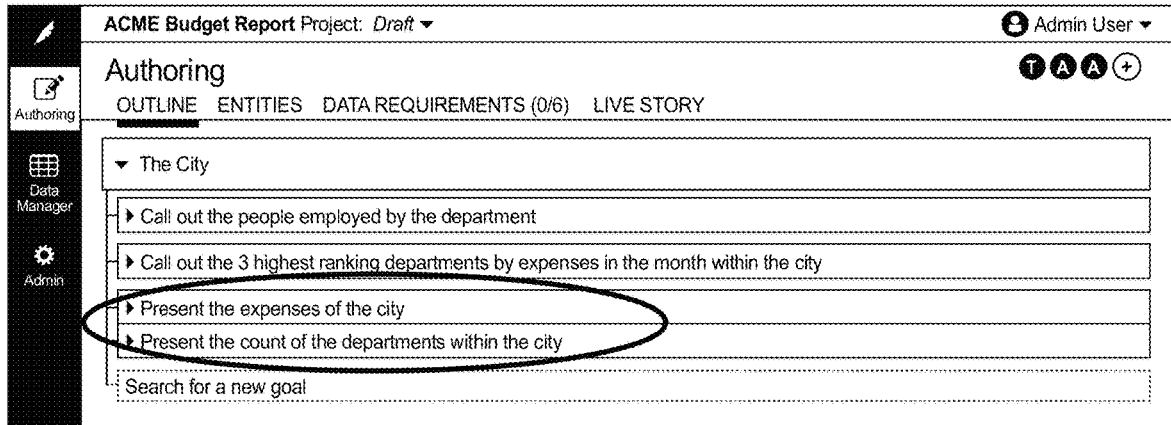 ACME Budget Report Project: Draft
Admin User
Authoring
T A A +
Authoring
OUTLINE ENTITIES DATA REQUIREMENTS (0/6) LIVE STORY
The City
Data
Manager
Call out the people employed by the department
Call out the 3 highest ranking departments by expenses in the month within the city
Admin
Present the expenses of the city
Present the count of the departments within the city
Search for a new goal